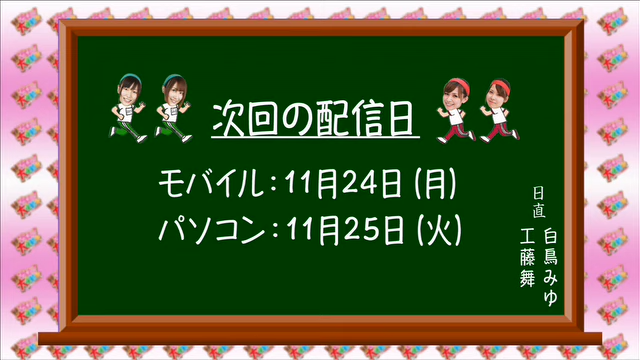 次回の配信日
モバイル：11月24日 (月)
パソコン：11月25日 (火)
日直
白鳥みゆ
工藤舞